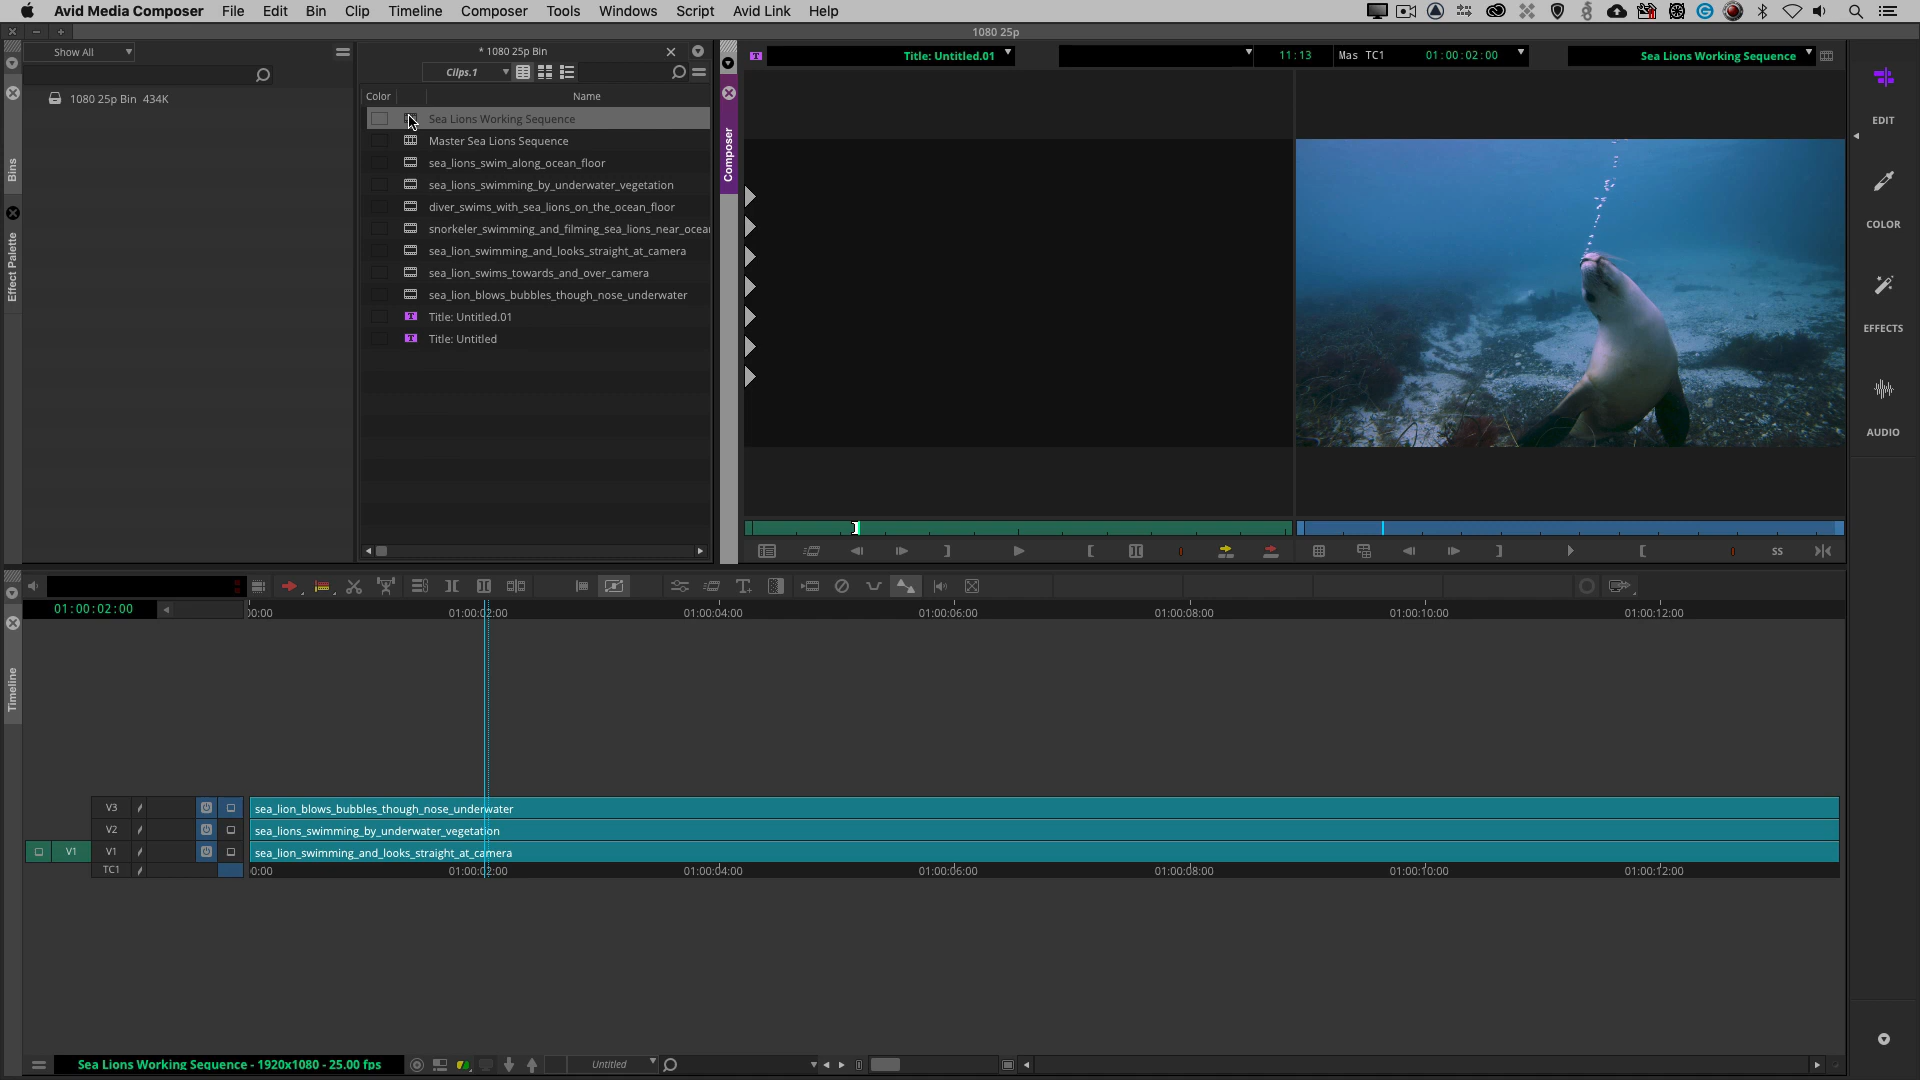 Avid Media Composer File Edit Bin Clip Timeline Composer Tools Windows Script Avid Link Help
1080 25p
Show All
* 1080 25p Bin
Clips.1
1080 25p Bin 434K
Bins
Effect Palette
Color Name
Sea Lions Working Sequence
Master Sea Lions Sequence
sea_lions_swim_along_ocean_floor
sea_lions_swimming_by_underwater_vegetation
diver_swims_with_sea_lions_on_the_ocean_floor
snorkeler_swimming_and_filming_sea_lions_near_ocea
sea_lion_swimming_and_looks_straight_at_camera
sea_lion_swims_towards_and_over_camera
sea_lion_blows_bubbles_though_nose_underwater
T Title: Untitled.01
T Title: Untitled
Composer
T Title: Untitled.01 11:13 Mas TC1 01:00:02:00 Sea Lions Working Sequence
SS
EDIT
COLOR
EFFECTS
AUDIO
Timeline
01:00:02:00
00:00 01:00:02:00 01:00:04:00 01:00:06:00 01:00:08:00 01:00:10:00 01:00:12:00
V3 sea_lion_blows_bubbles_though_nose_underwater
V2 sea_lions_swimming_by_underwater_vegetation
V1 V1 sea_lion_swimming_and_looks_straight_at_camera
TC1 0:00 01:00:02:00 01:00:04:00 01:00:06:00 01:00:08:00 01:00:10:00 01:00:12:00
Sea Lions Working Sequence - 1920x1080 - 25.00 fps Untitled